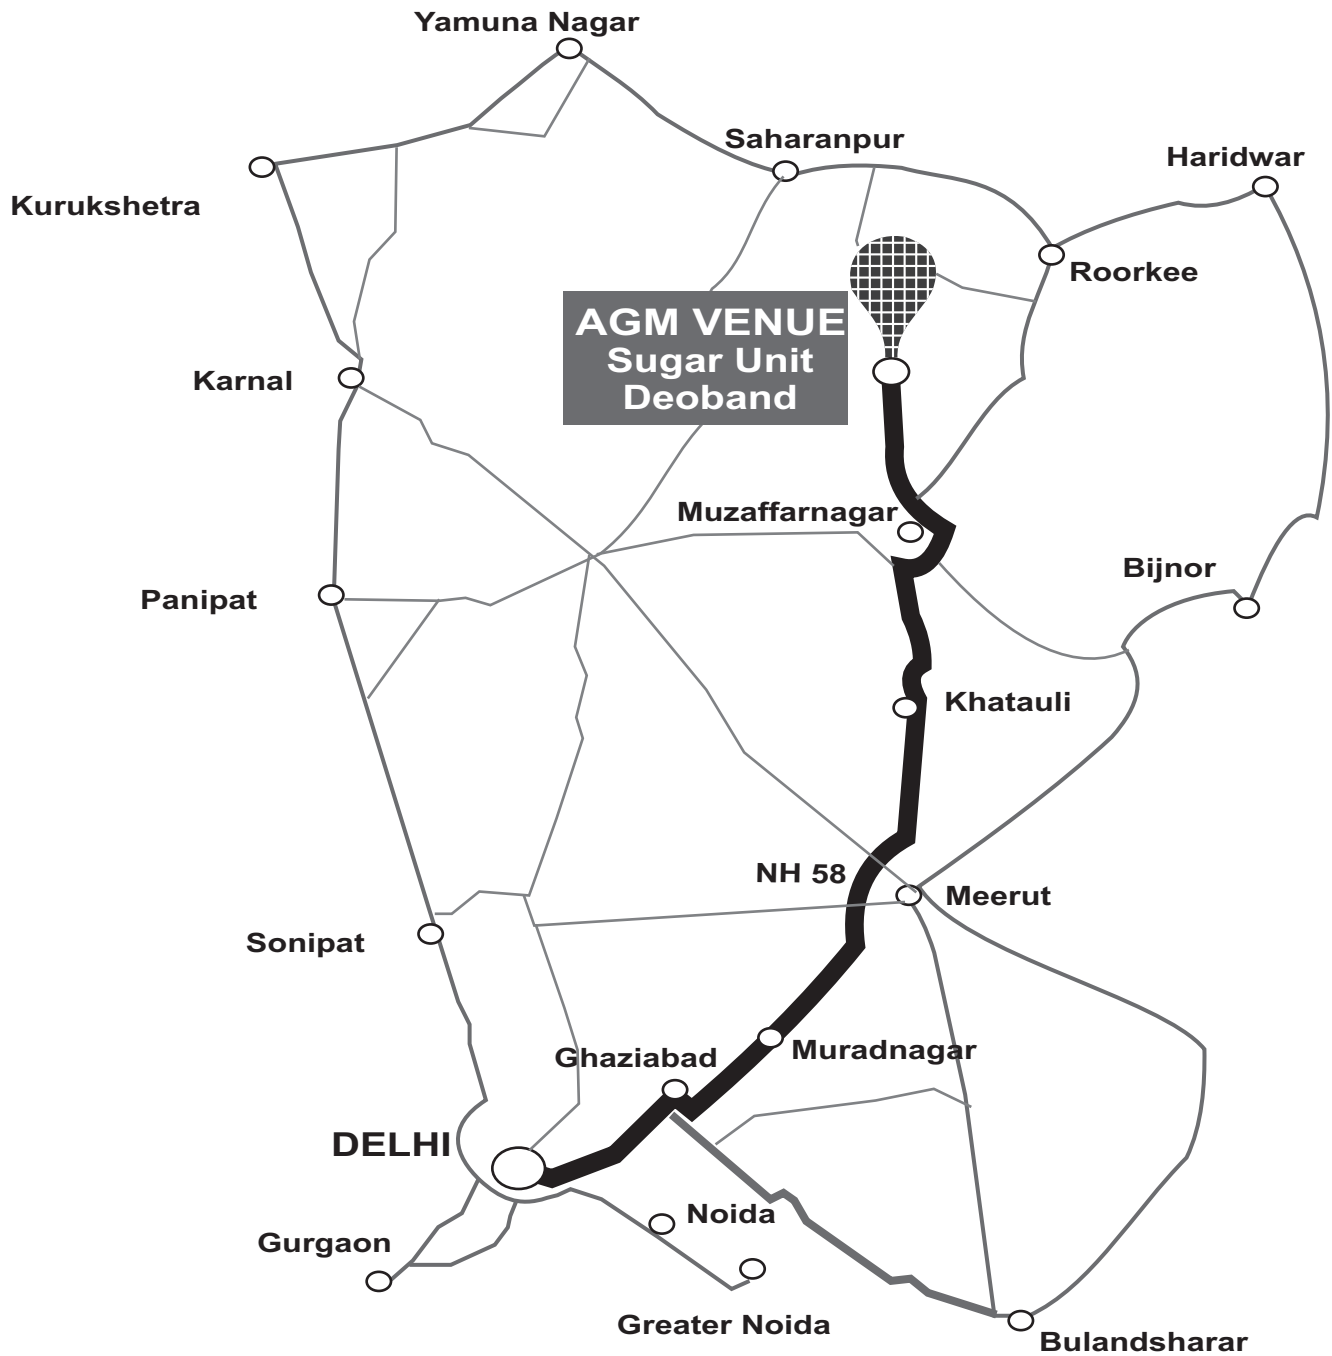 Yamuna Nagar
Saharanpur
Haridwar
Kurukshetra
Roorkee
AGM VENUE
Sugar Unit
Deoband
Karnal
Muzaffarnagar
Bijnor
Panipat
Khatauli
NH 58
Meerut
Sonipat
Muradnagar
Ghaziabad
DELHI
Noida
Gurgaon
Greater Noida
Bulandsharar